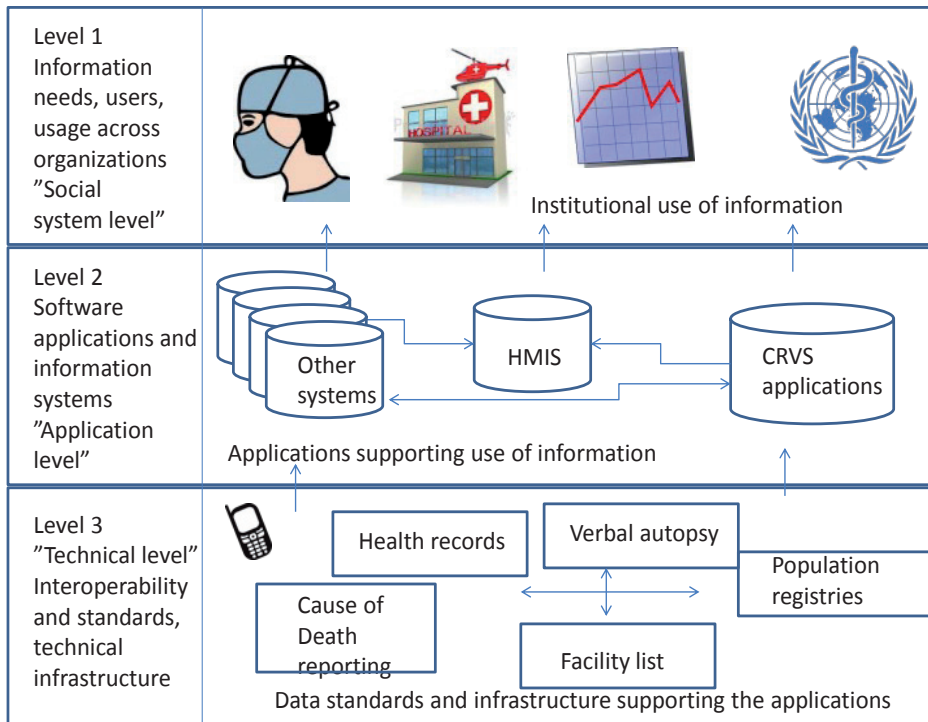 Level 1
Information
needs, users,
usage across
organizations
”Social
system level”
HOSPITAL
Institutional use of information
Level 2
Software
applications and
information
systems
”Application
level”
Other
systems
HMIS
CRVS
applications
Applications supporting use of information
Level 3
”Technical level”
Interoperability
and standards,
technical
infrastructure
Health records
Verbal autopsy
Population
registries
Cause of
Death
reporting
Facility list
Data standards and infrastructure supporting the applications